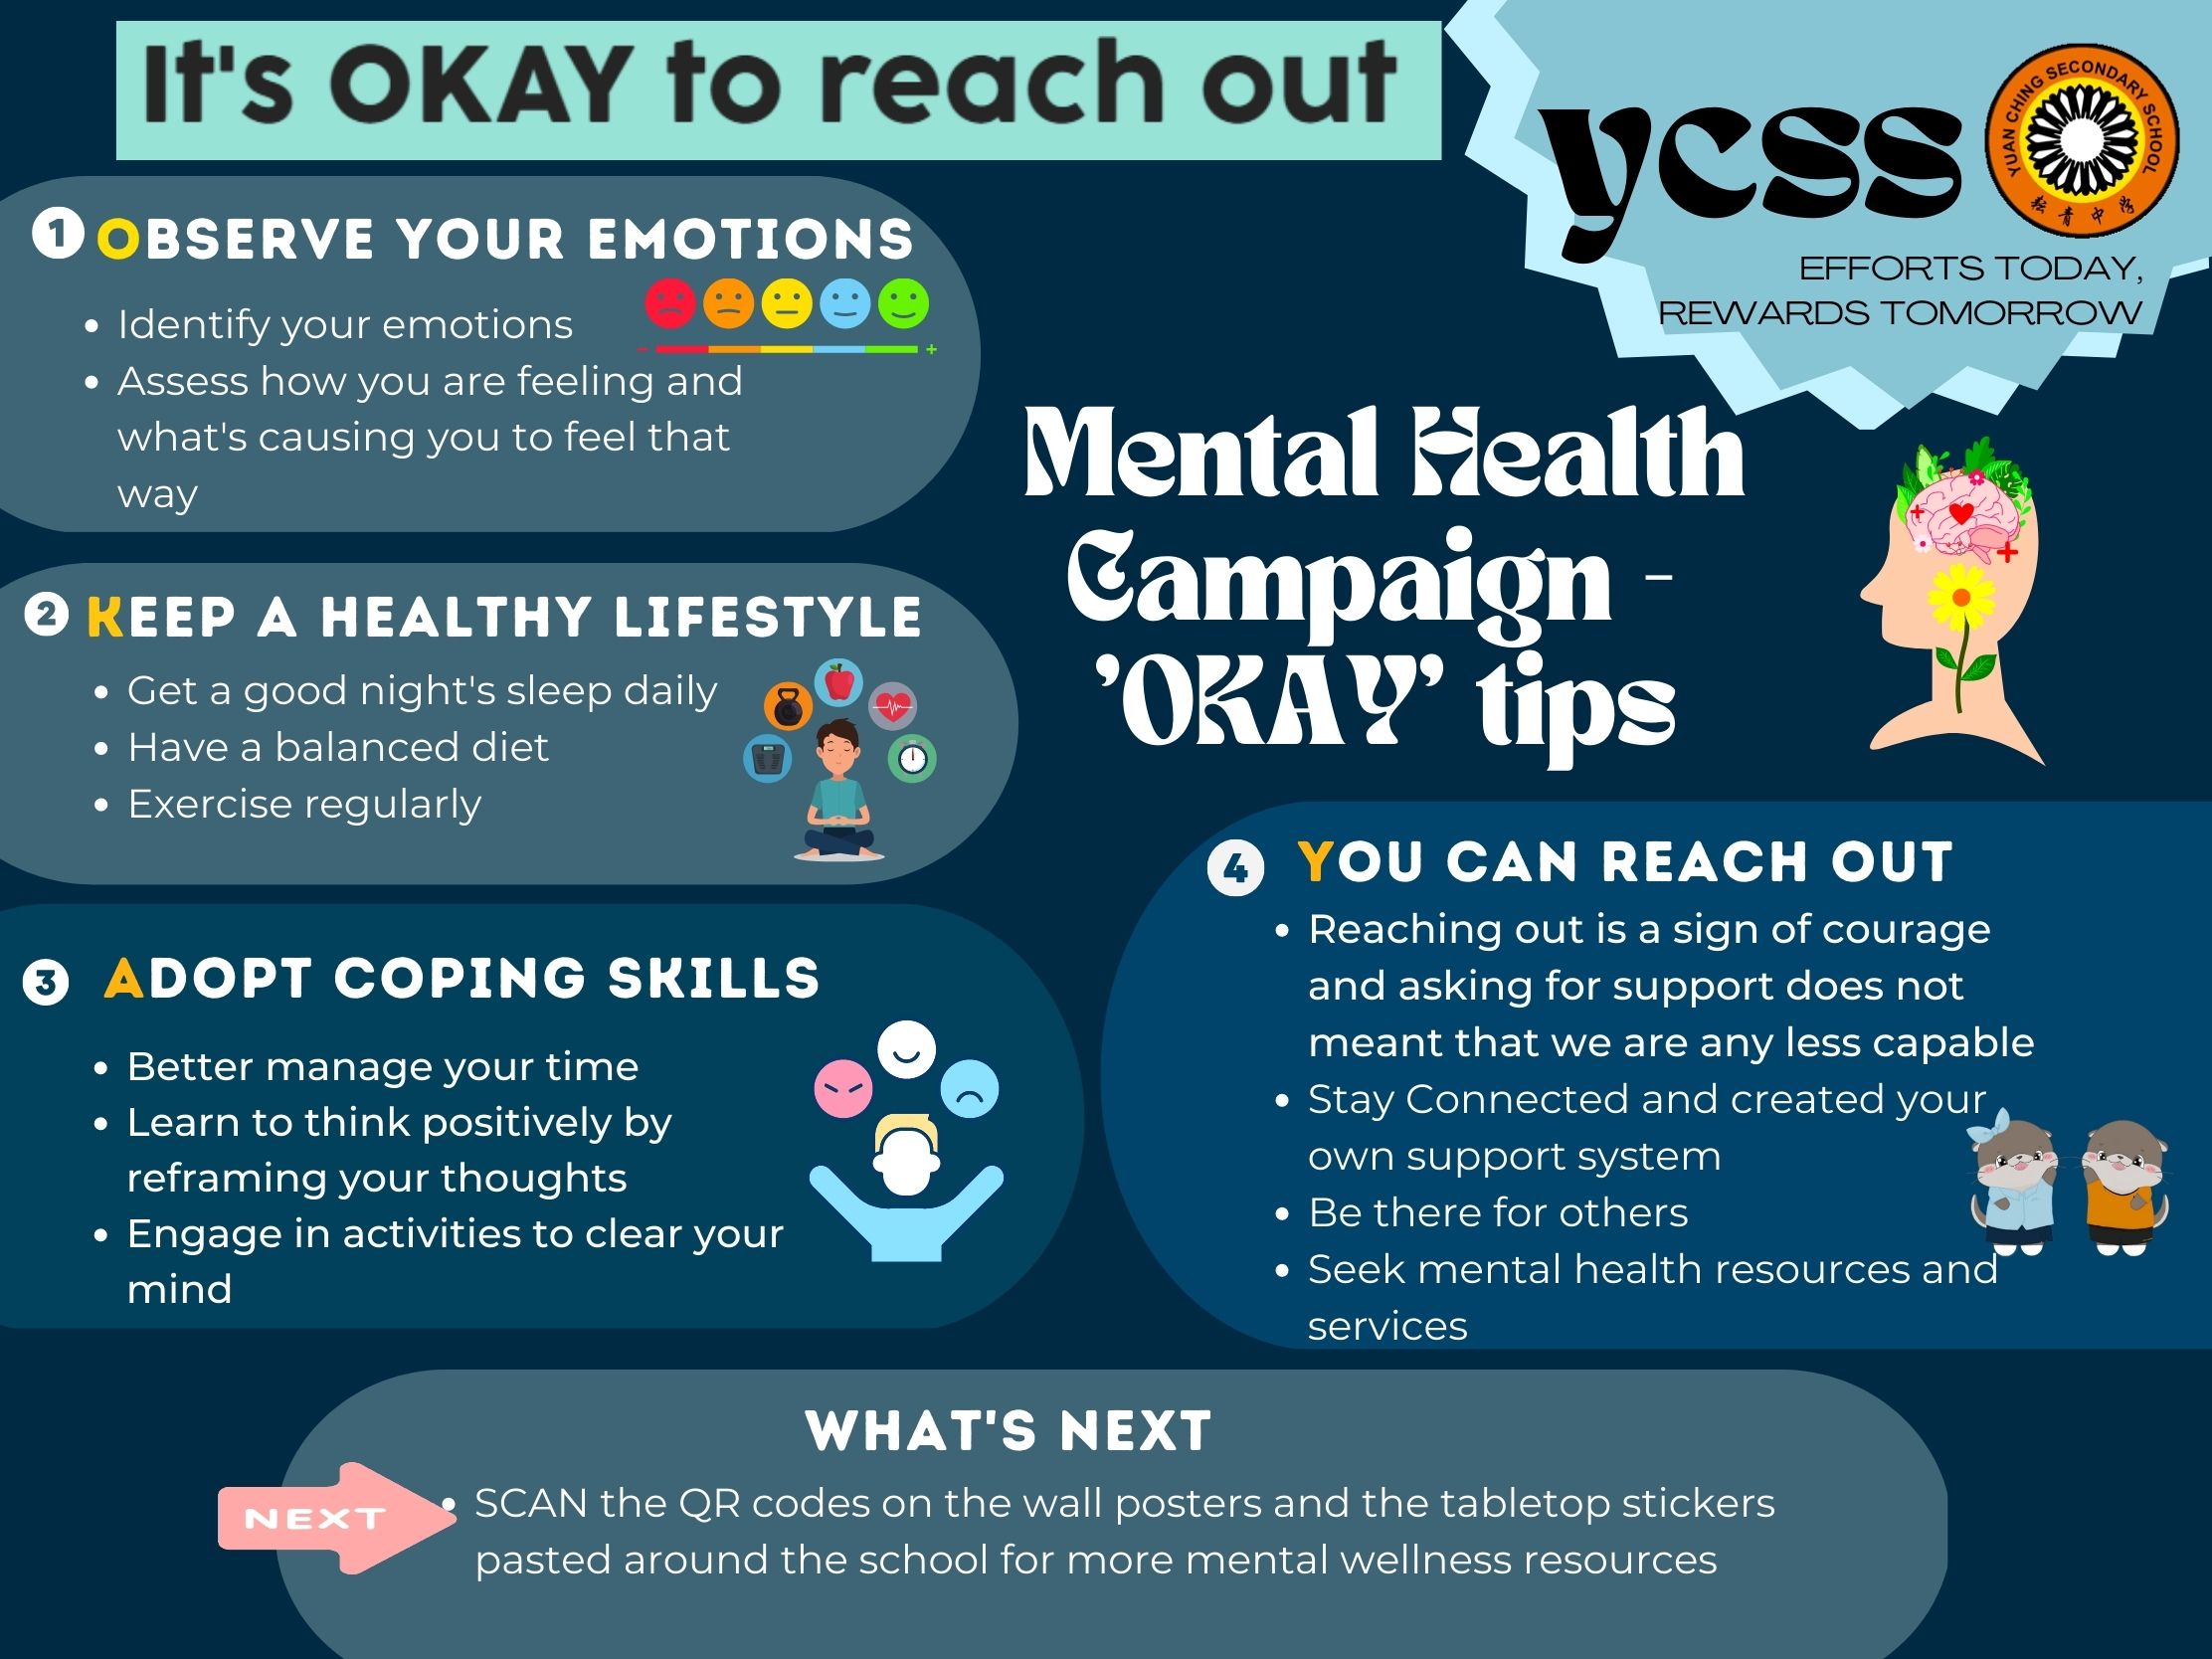 It's OKAY to reach out
ycss
YUAN CHING SECONDARY SCHOOL
中
EFFORTS TODAY,
REWARDS TOMORROW
Mental Health
Campaign -
'OKAY' tips
1 OBSERVE YOUR EMOTIONS
- +
• Identify your emotions
• Assess how you are feeling and
what's causing you to feel that
way
2 KEEP A HEALTHY LIFESTYLE
• Get a good night's sleep daily
• Have a balanced diet
• Exercise regularly
3 ADOPT COPING SKILLS
• Better manage your time
• Learn to think positively by
reframing your thoughts
• Engage in activities to clear your
mind
4 YOU CAN REACH OUT
• Reaching out is a sign of courage
and asking for support does not
meant that we are any less capable
• Stay Connected and created your
own support system
• Be there for others
• Seek mental health resources and
services
WHAT'S NEXT
NEXT
• SCAN the QR codes on the wall posters and the tabletop stickers
pasted around the school for more mental wellness resources